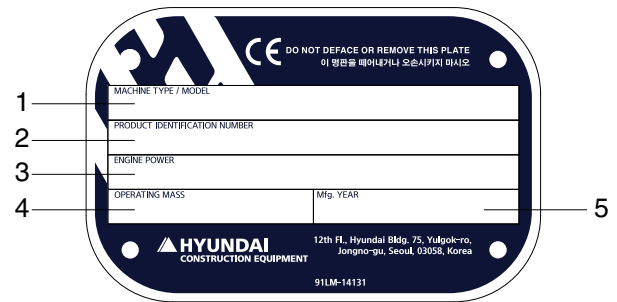 CE DO NOT DEFACE OR REMOVE THIS PLATE
이 명판을 떼어내거나 오손시키지 마시오
1 MACHINE TYPE / MODEL
2 PRODUCT IDENTIFICATION NUMBER
3 ENGINE POWER
4 OPERATING MASS Mfg. YEAR 5
HYUNDAI
CONSTRUCTION EQUIPMENT
12th Fl., Hyundai Bldg. 75, Yulgok-ro,
Jongno-gu, Seoul, 03058, Korea
91LM-14131